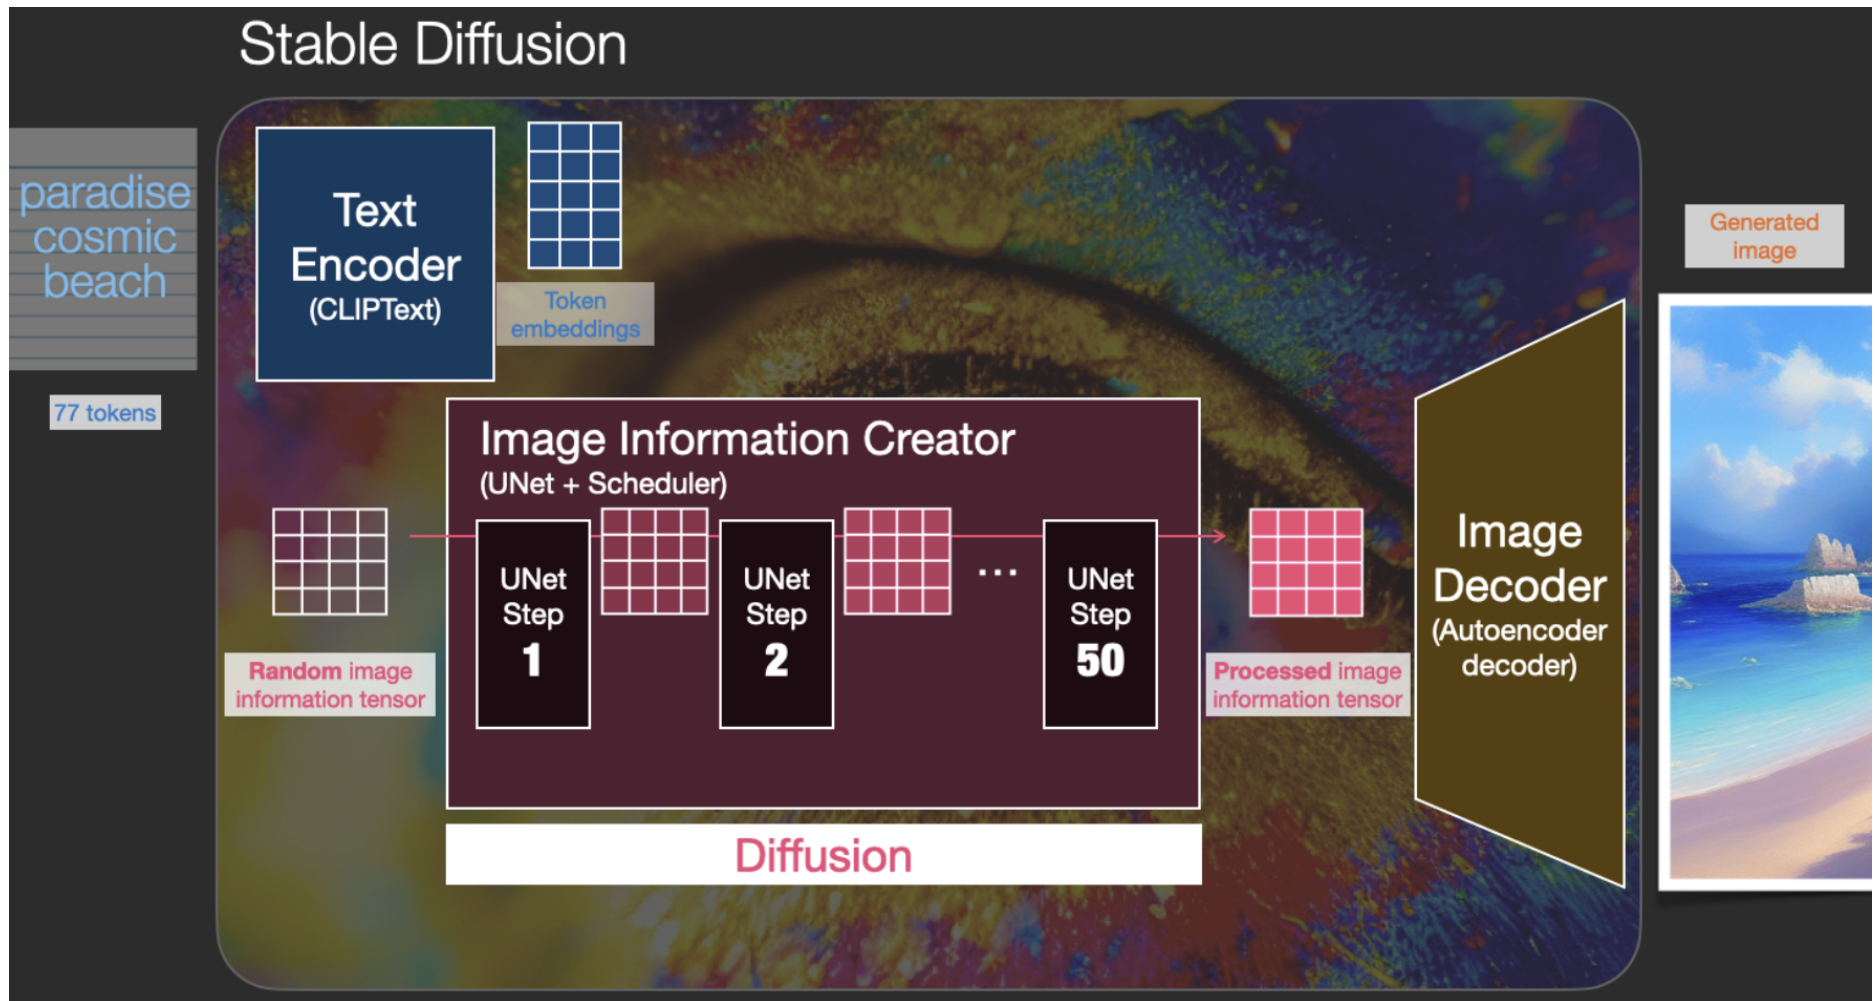 Stable Diffusion
paradise
cosmic
beach
77 tokens
Text
Encoder
(CLIPText)
Token
embeddings
Image Information Creator
(UNet + Scheduler)
UNet
Step
1
UNet
Step
2
...
UNet
Step
50
Random image
information tensor
Processed image
information tensor
Diffusion
Image
Decoder
(Autoencoder
decoder)
Generated
image